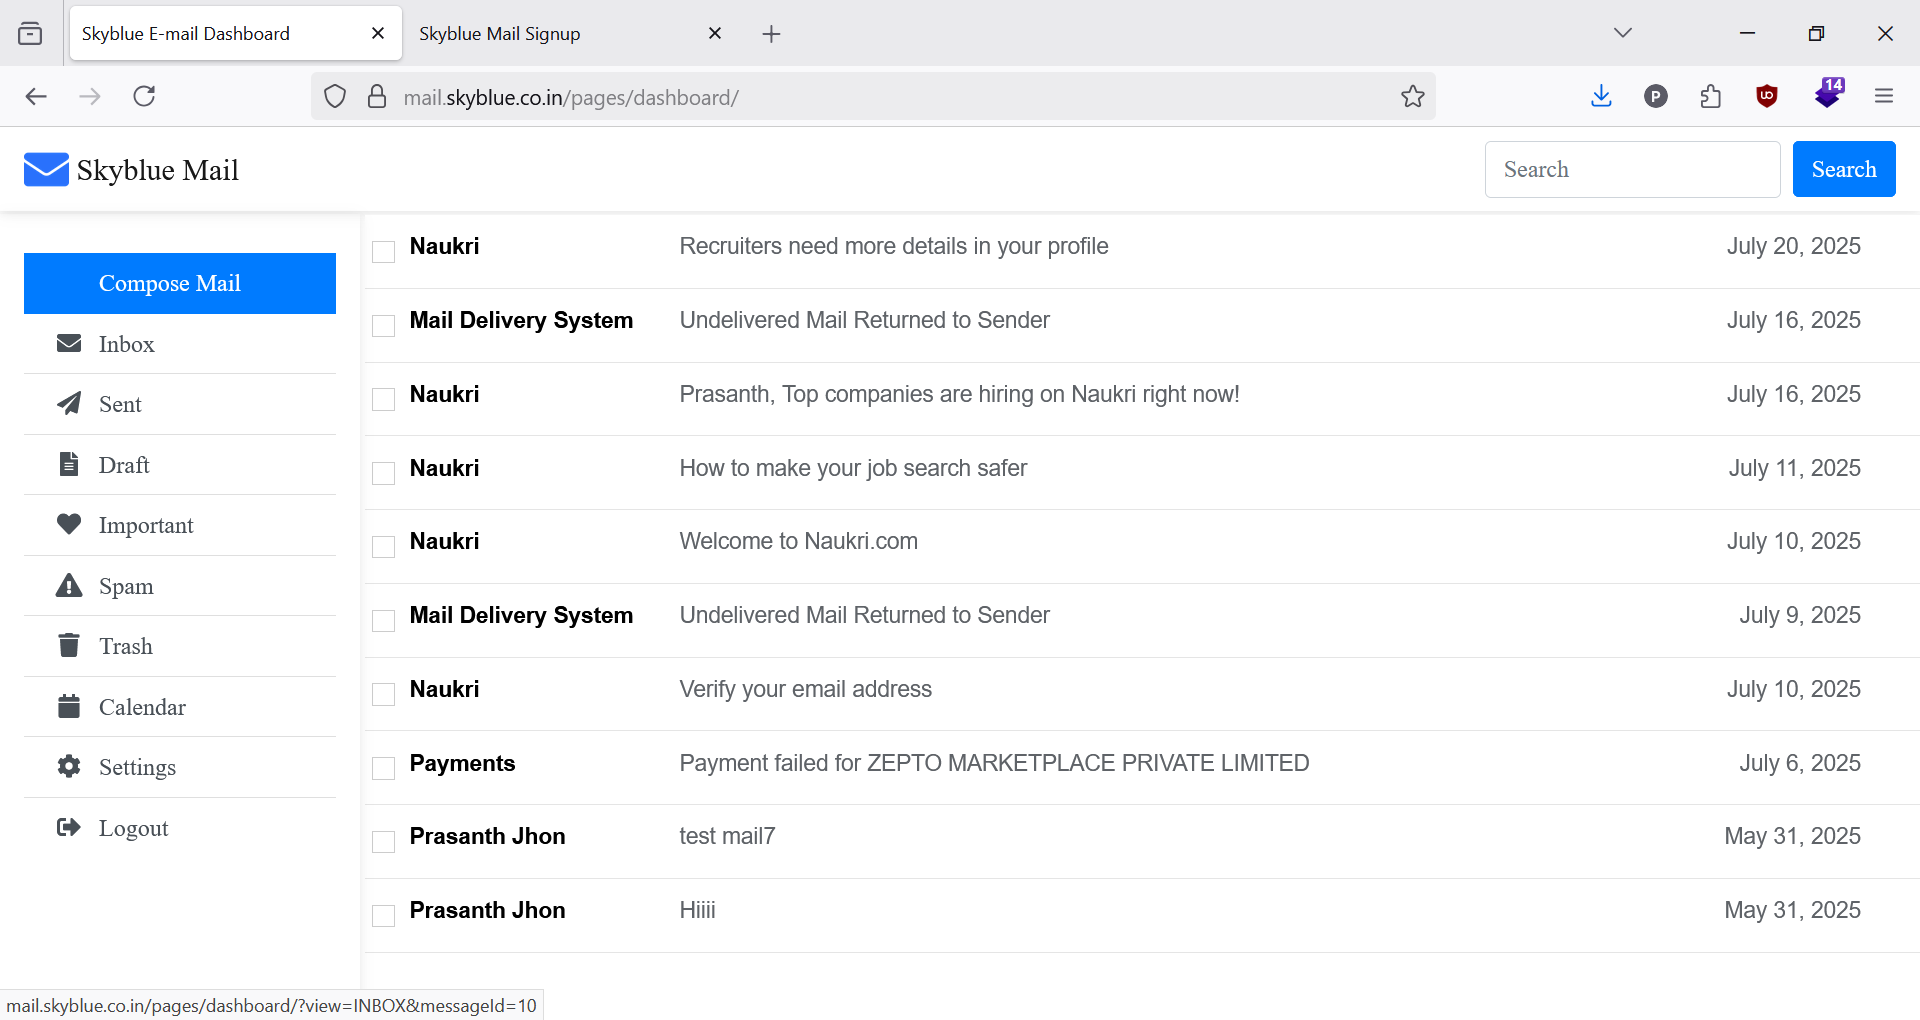 Skyblue E-mail Dashboard
Skyblue Mail Signup
mail.skyblue.co.in/pages/dashboard/
P
uo
14
Skyblue Mail
Search
Search
Compose Mail
Inbox
Sent
Draft
Important
Spam
Trash
Calendar
Settings
Logout
Naukri Recruiters need more details in your profile July 20, 2025
Mail Delivery System Undelivered Mail Returned to Sender July 16, 2025
Naukri Prasanth, Top companies are hiring on Naukri right now! July 16, 2025
Naukri How to make your job search safer July 11, 2025
Naukri Welcome to Naukri.com July 10, 2025
Mail Delivery System Undelivered Mail Returned to Sender July 9, 2025
Naukri Verify your email address July 10, 2025
Payments Payment failed for ZEPTO MARKETPLACE PRIVATE LIMITED July 6, 2025
Prasanth Jhon test mail7 May 31, 2025
Prasanth Jhon Hiiii May 31, 2025
mail.skyblue.co.in/pages/dashboard/?view=INBOX&messageId=10